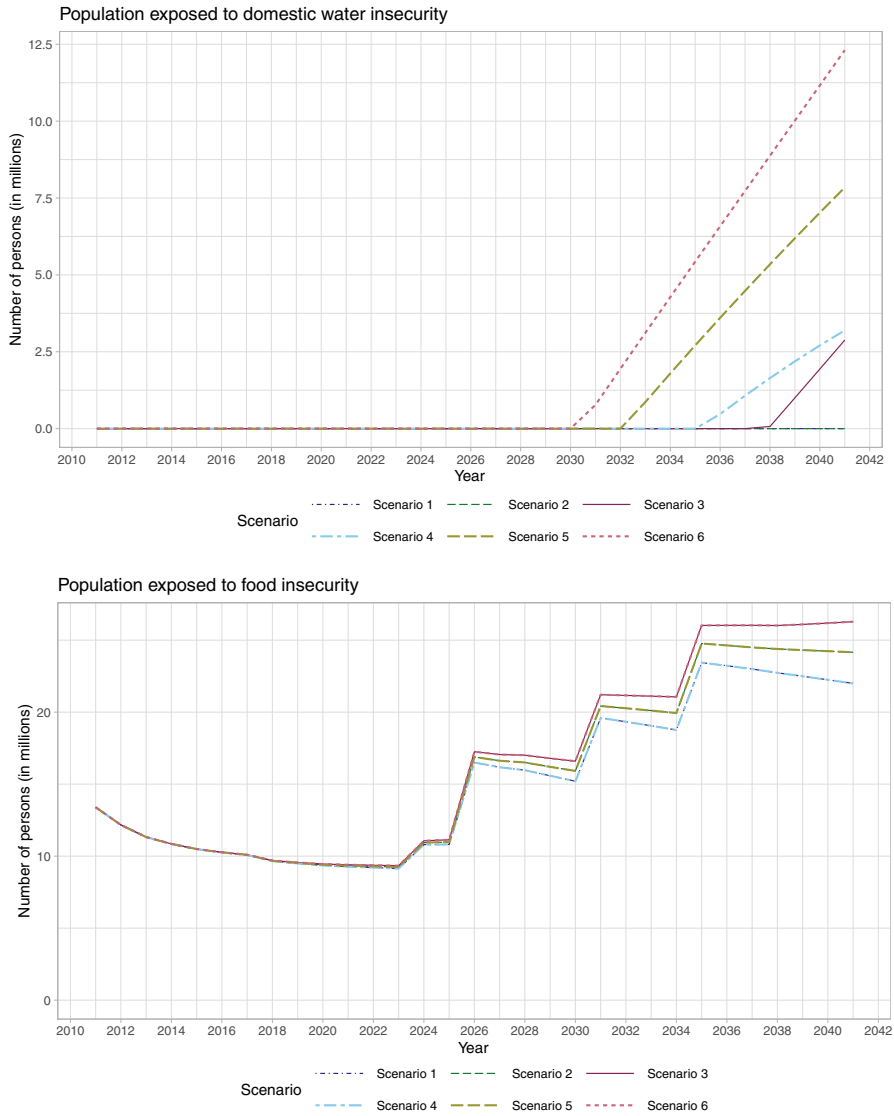 Population exposed to domestic water insecurity
12.5
10.0
7.5
5.0
2.5
0.0
Number of persons (in millions)
2010 2012 2014 2016 2018 2020 2022 2024 2026 2028 2030 2032 2034 2036 2038 2040 2042
Year
Scenario
Scenario 1 Scenario 2 Scenario 3
Scenario 4 Scenario 5 Scenario 6
Population exposed to food insecurity
20
10
0
Number of persons (in millions)
2010 2012 2014 2016 2018 2020 2022 2024 2026 2028 2030 2032 2034 2036 2038 2040 2042
Year
Scenario
Scenario 1 Scenario 2 Scenario 3
Scenario 4 Scenario 5 Scenario 6